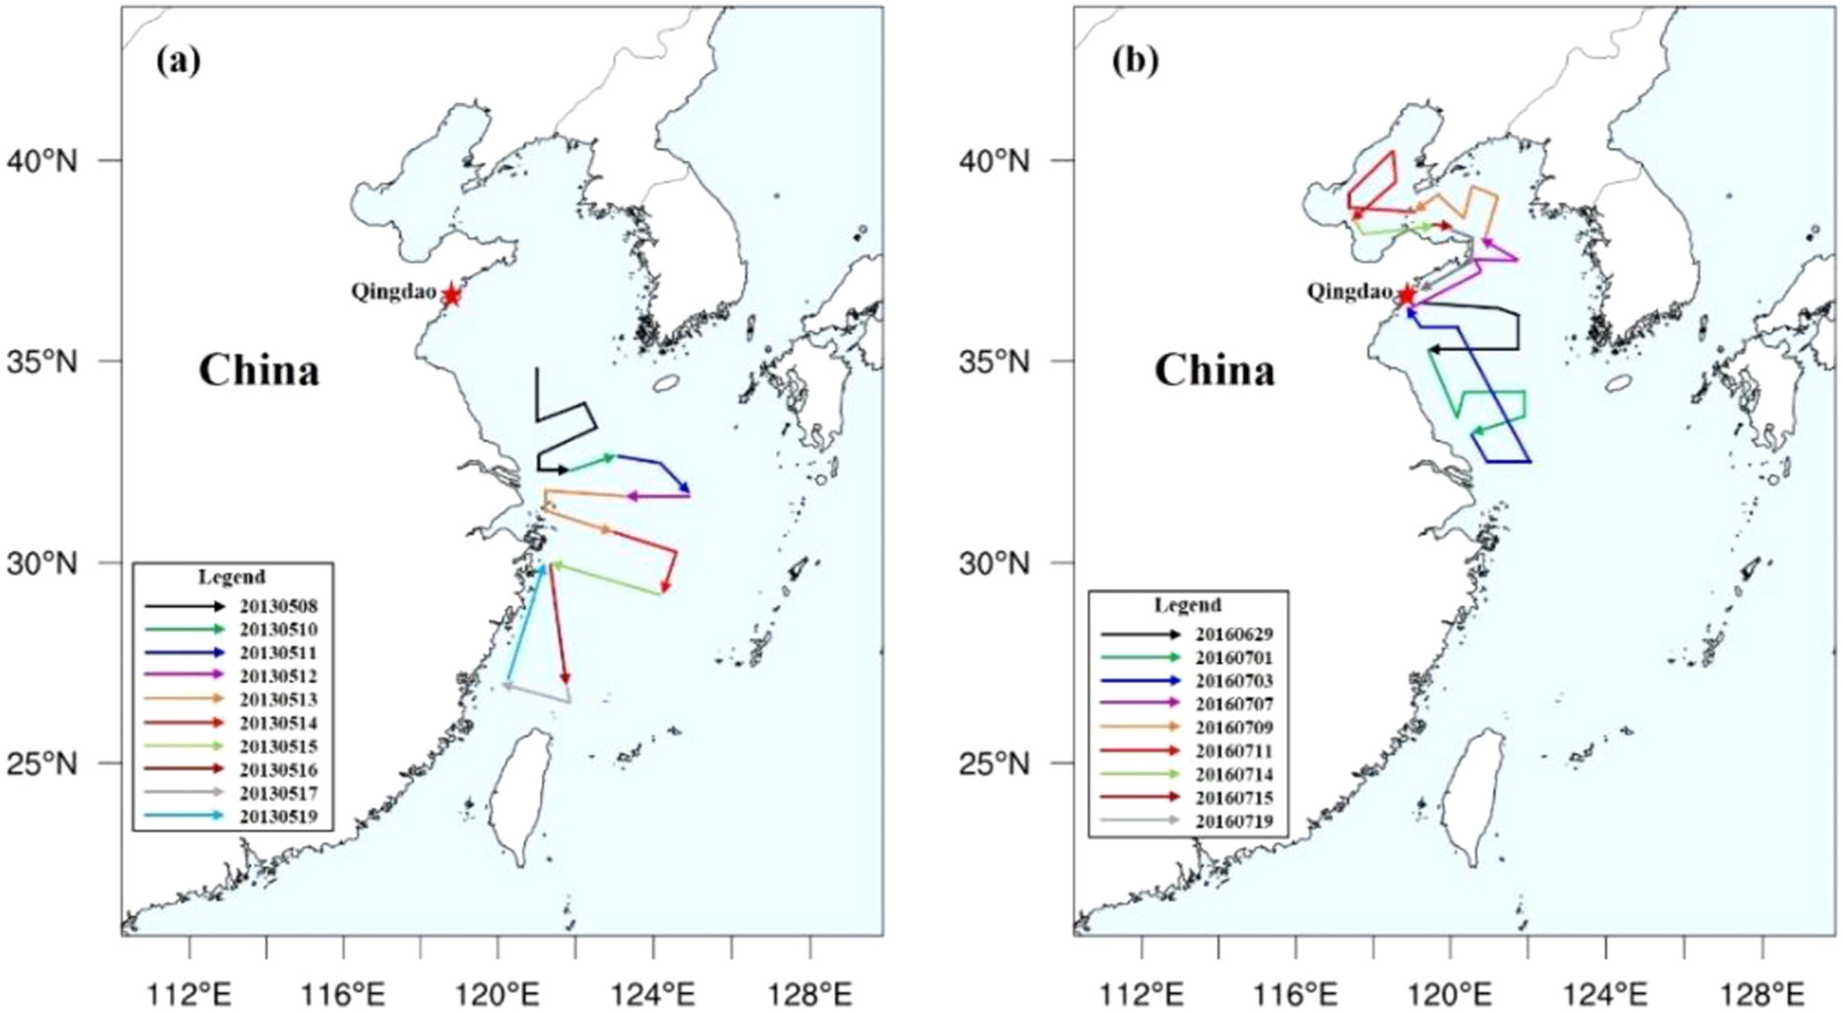 (a)
40°N
Qingdao
35°N
China
30°N
Legend
20130508
20130510
20130511
20130512
20130513
20130514
20130515
20130516
20130517
20130519
25°N
112°E 116°E 120°E 124°E 128°E
(b)
40°N
Qingdao
35°N
China
30°N
Legend
20160629
20160701
20160703
20160707
20160709
20160711
20160714
20160715
20160719
25°N
112°E 116°E 120°E 124°E 128°E